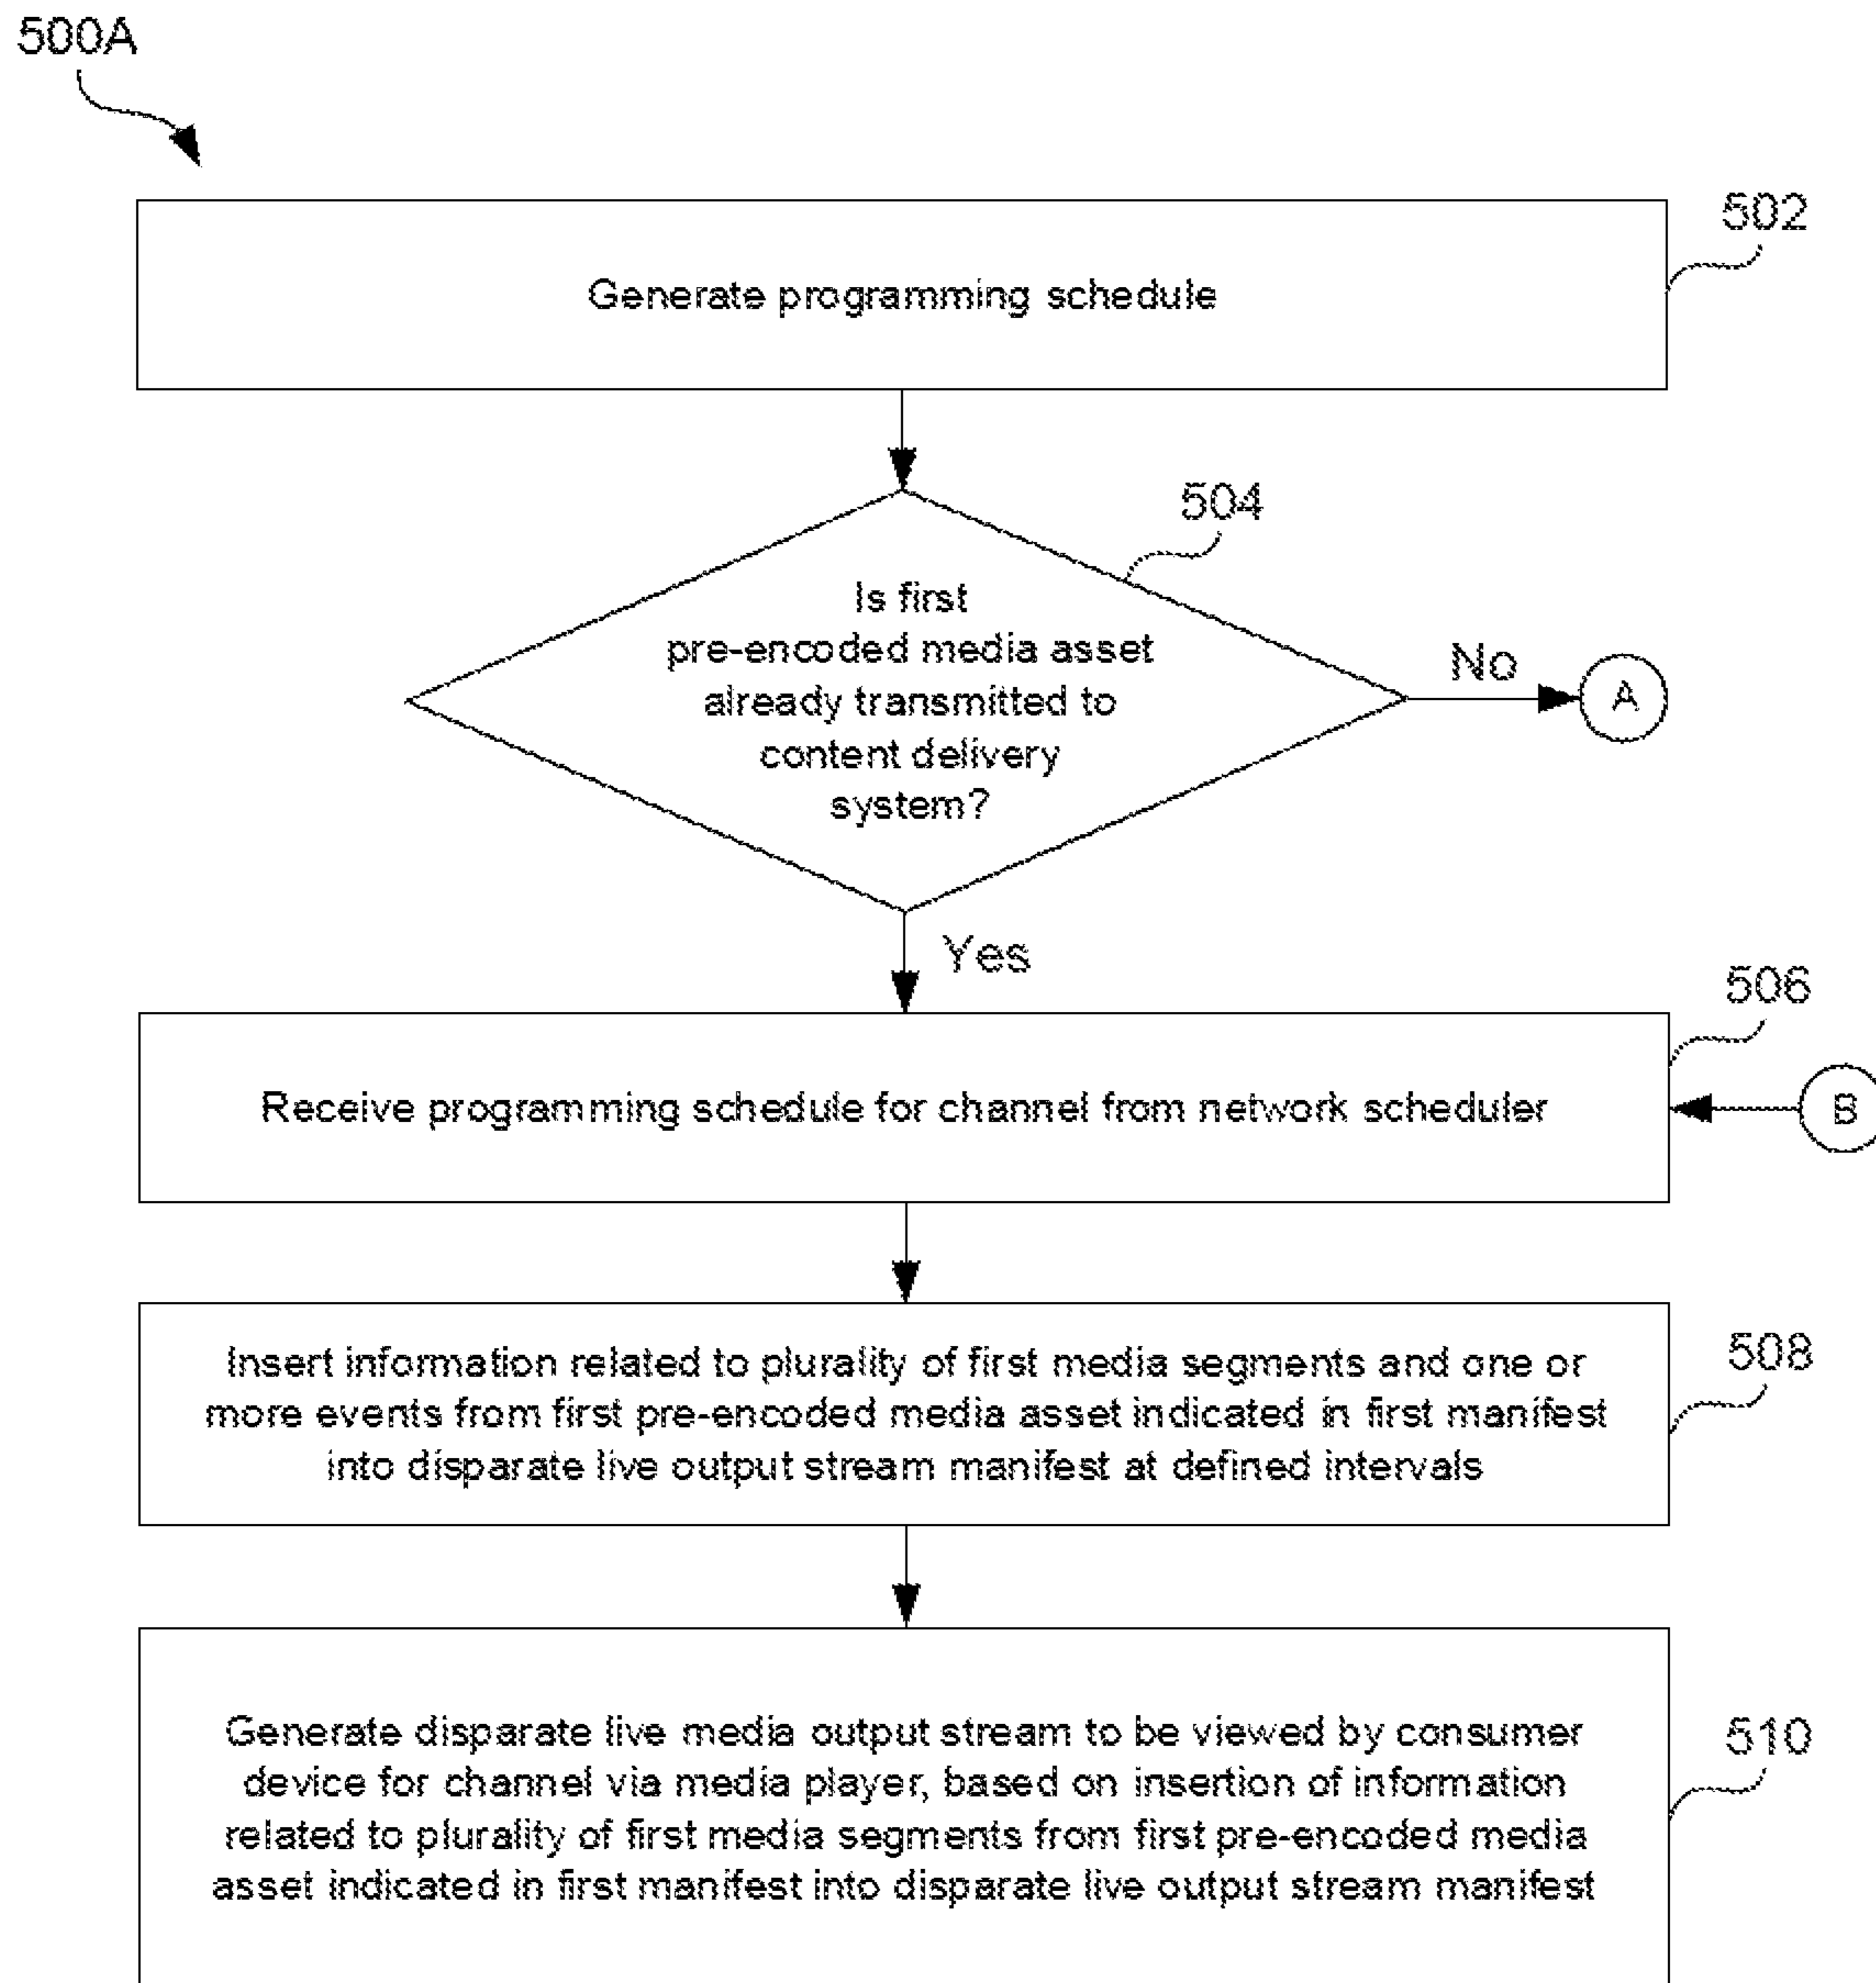 500A
502
Generate programming schedule
504
Is first
pre-encoded media asset
already transmitted to
content delivery
system?
No
A
Yes
506
Receive programming schedule for channel from network scheduler
B
508
Insert information related to plurality of first media segments and one or
more events from first pre-encoded media asset indicated in first manifest
into disparate live output stream manifest at defined intervals
510
Generate disparate live media output stream to be viewed by consumer
device for channel via media player, based on insertion of information
related to plurality of first media segments from first pre-encoded media
asset indicated in first manifest into disparate live output stream manifest